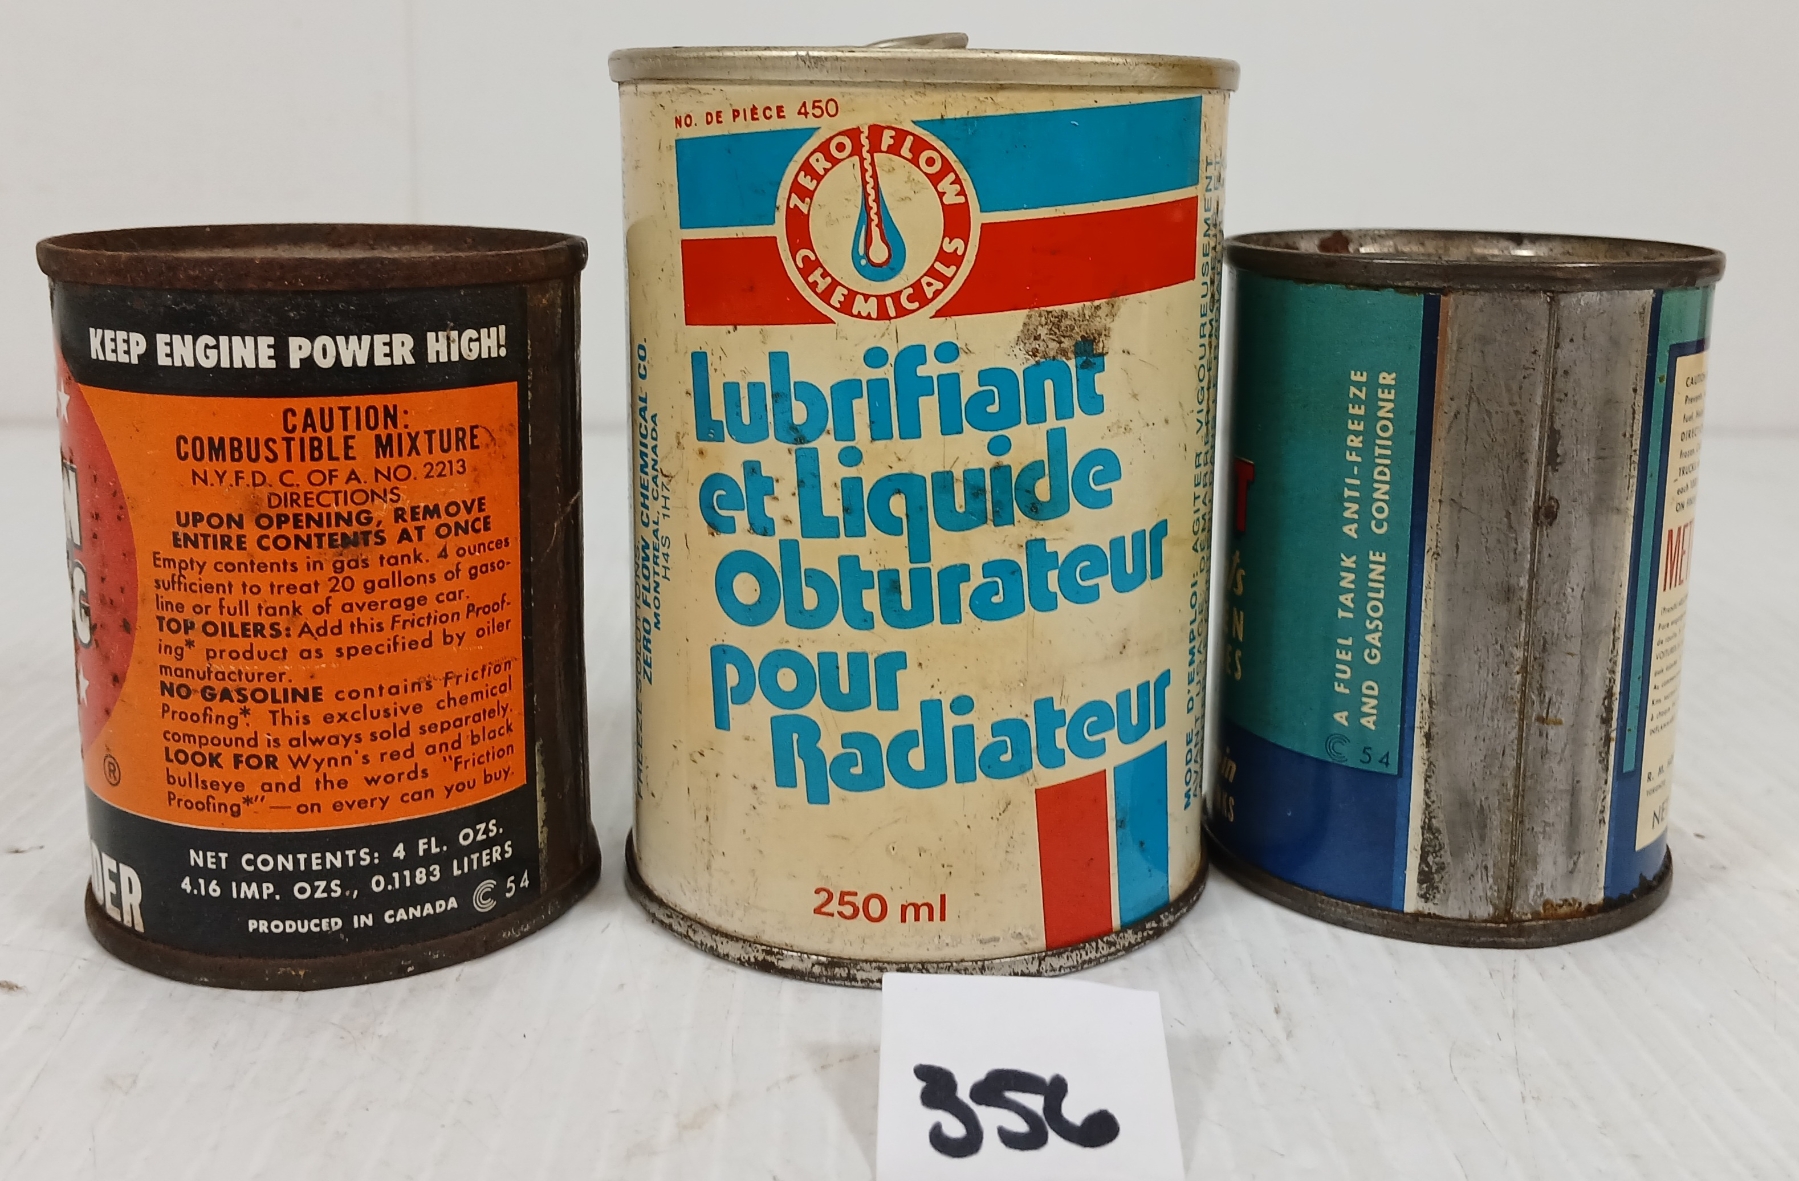 KEEP ENGINE POWER HIGH!
CAUTION:
COMBUSTIBLE MIXTURE
N.Y.F.D. C. OF A. NO. 2213
DIRECTIONS
UPON OPENING, REMOVE
ENTIRE CONTENTS AT ONCE
Empty contents in gas tank. 4 ounces
sufficient to treat 20 gallons of gaso-
line or full tank of average car.
TOP OILERS: Add this Friction Proof-
ing* product as specified by oiler
manufacturer.
NO GASOLINE contains Friction
Proofing*. This exclusive chemical
compound is always sold separately.
LOOK FOR Wynn's red and black
bullseye and the words "Friction
Proofing*" — on every can you buy.
®
DER
NET CONTENTS: 4 FL. OZS.
4.16 IMP. OZS., 0.1183 LITERS
PRODUCED IN CANADA CC 54
NO. DE PIÈCE 450
ZERO FLOW
CHEMICALS
Lubrifiant
et Liquide
Obturateur
pour
Radiateur
250 ml
ZERO FLOW CHEMICAL CO.
MONTREAL, CANADA
H4S 1H7
MODE D'EMPLOI: AGITER VIGOUREUSEMENT
T
A FUEL TANK ANTI-FREEZE
AND GASOLINE CONDITIONER
CC 54
356